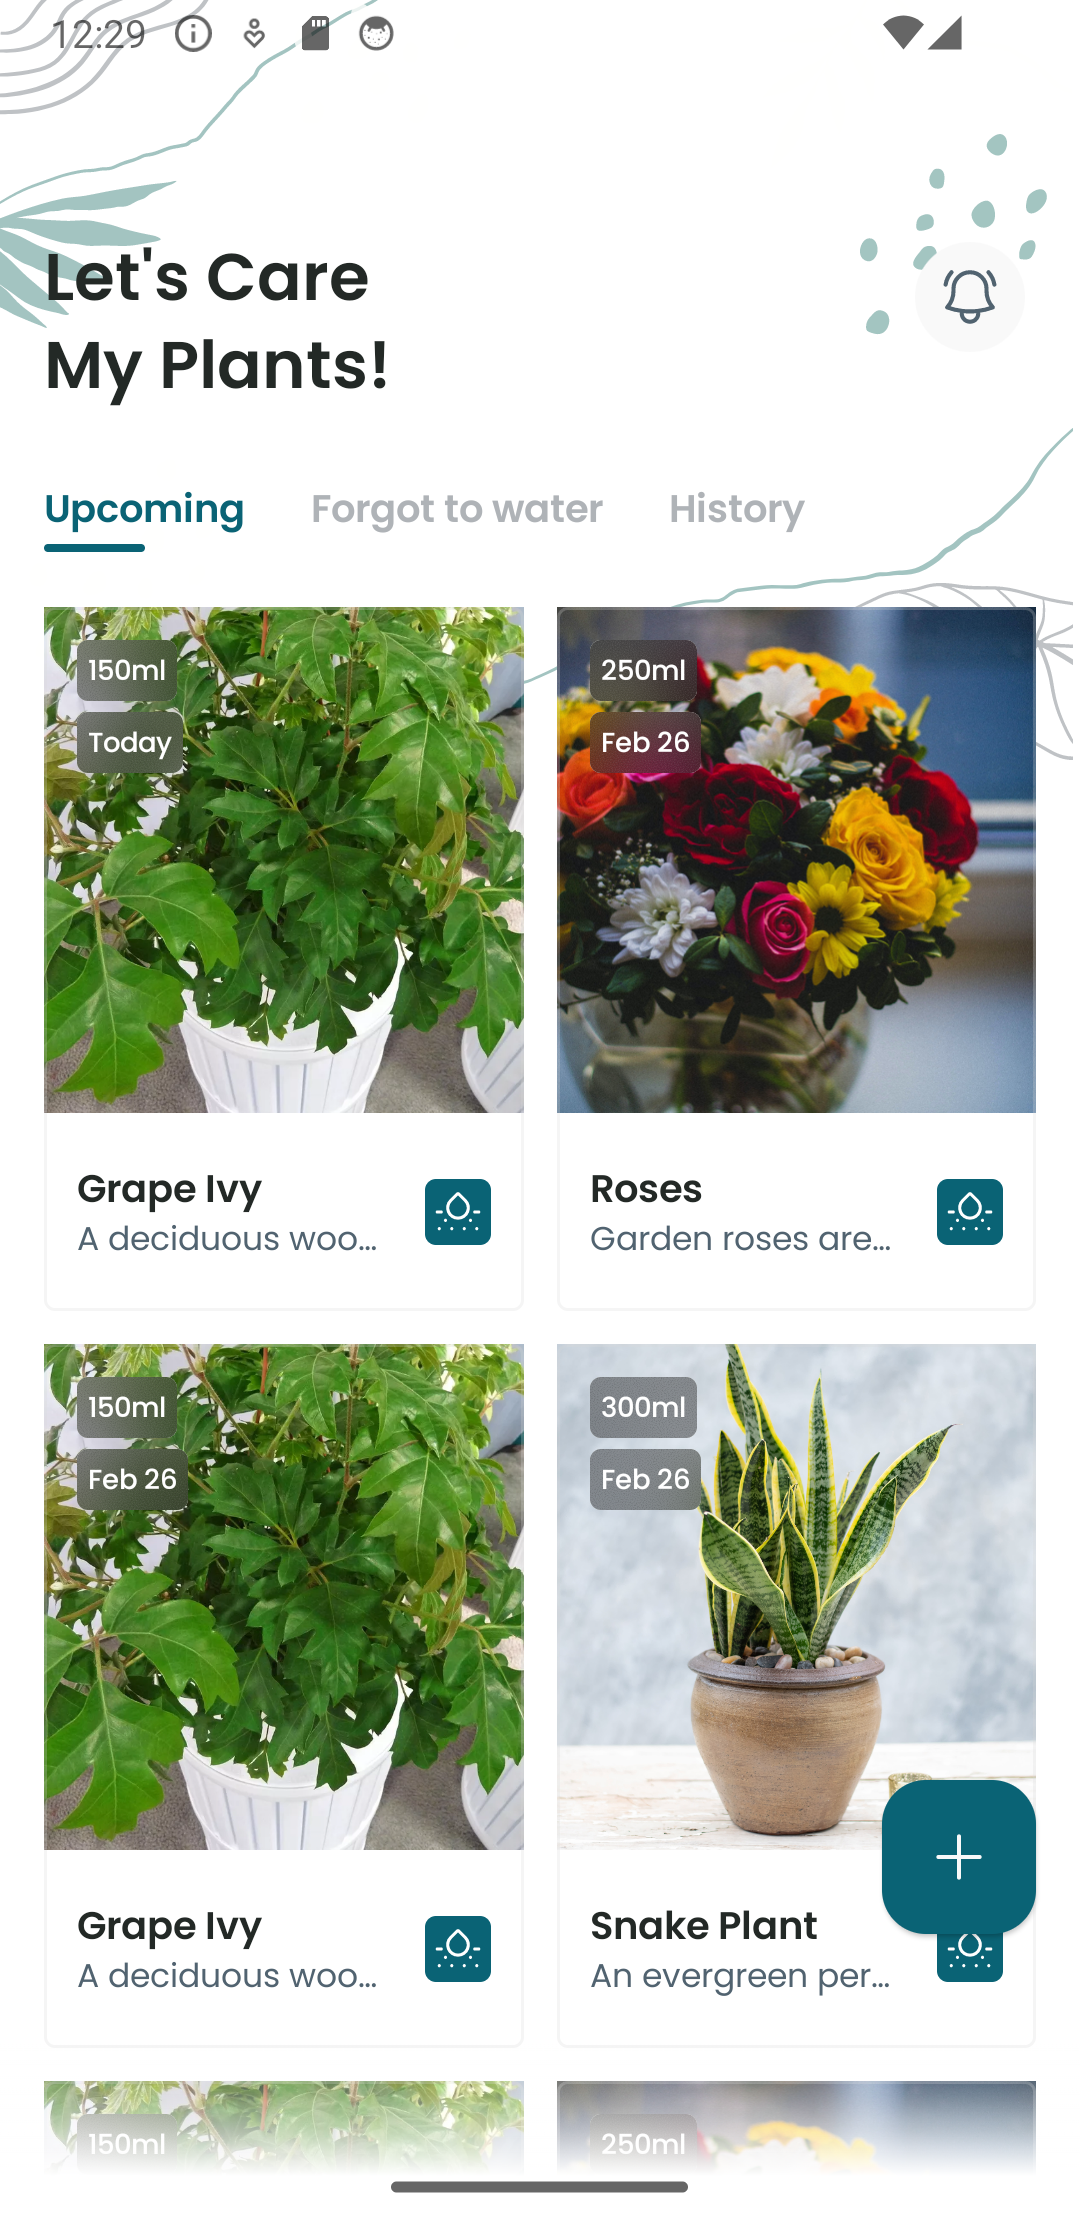 12:29
Let's Care
My Plants!
Upcoming
Forgot to water
History
150ml
Today
250ml
Feb 26
Grape Ivy
A deciduous woo...
Roses
Garden roses are...
150ml
Feb 26
300ml
Feb 26
Grape Ivy
A deciduous woo...
Snake Plant
An evergreen per...
150ml
250ml